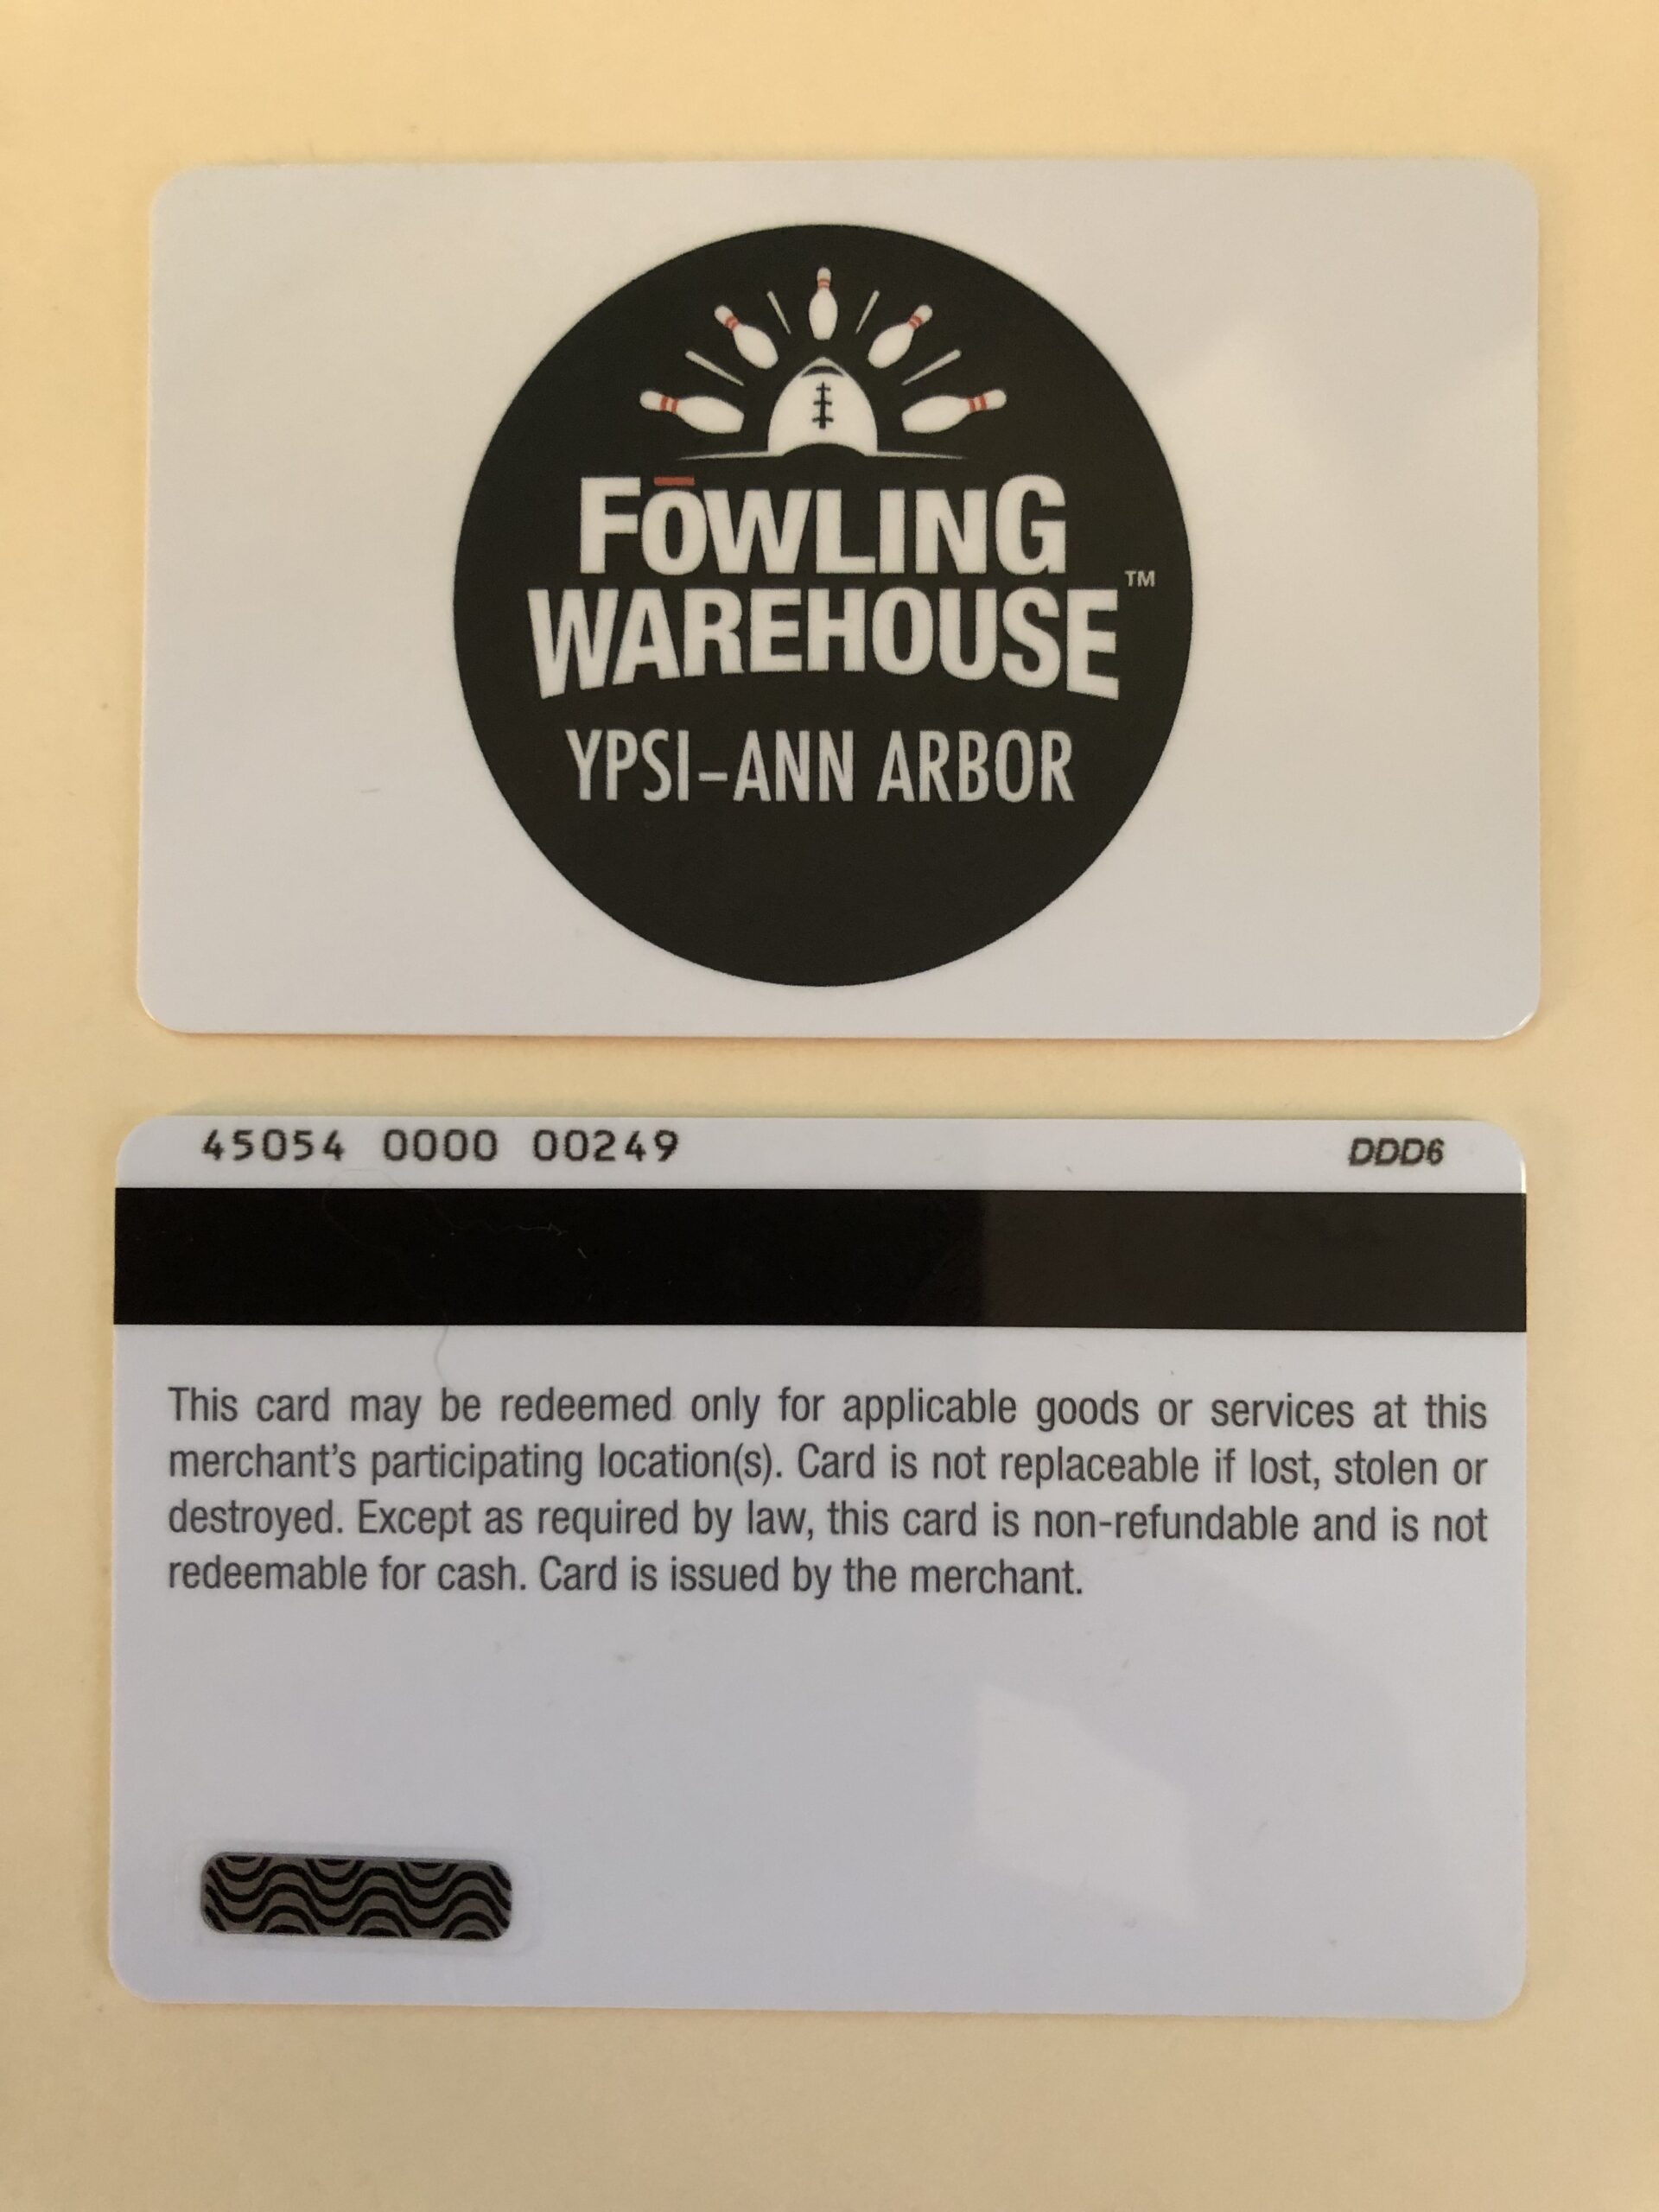 FŌWLING
WAREHOUSE™
YPSI–ANN ARBOR
45054 0000 00249 DDD6
This card may be redeemed only for applicable goods or services at this
merchant's participating location(s). Card is not replaceable if lost, stolen or
destroyed. Except as required by law, this card is non-refundable and is not
redeemable for cash. Card is issued by the merchant.